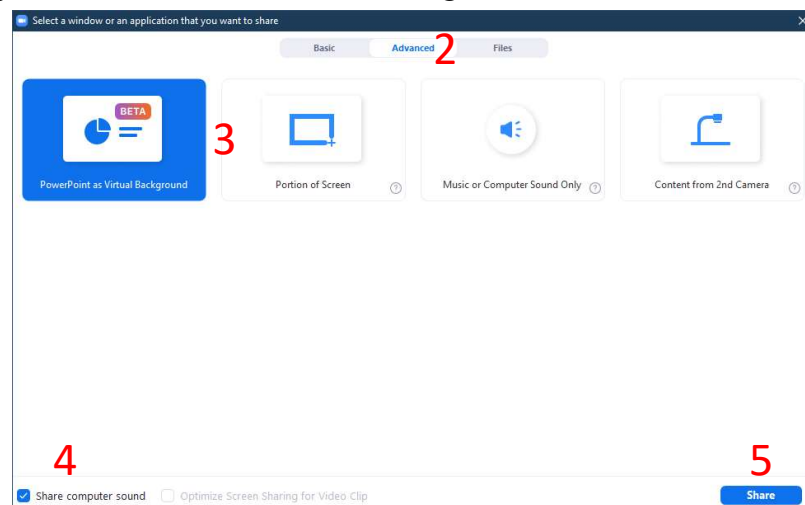 Select a window or an application that you want to share
Basic Advanced 2 Files
BETA
3
PowerPoint as Virtual Background Portion of Screen ? Music or Computer Sound Only ? Content from 2nd Camera ?
4 5
Share computer sound Optimize Screen Sharing for Video Clip Share